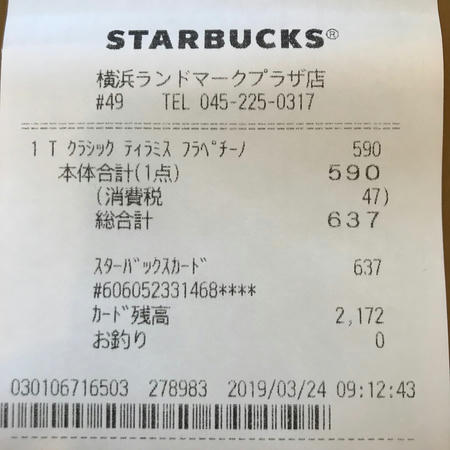 STARBUCKS®
横浜ランドマークプラザ店
#49 TEL 045-225-0317
1 T ｸﾗｼｯｸ ﾃｨﾗﾐｽ ﾌﾗﾍﾟﾁｰﾉ 590
本体合計(1点) 590
(消費税 47)
総合計 637
ｽﾀｰﾊﾞｯｸｽｶｰﾄﾞ 637
#606052331468****
ｶｰﾄﾞ残高 2,172
お釣り 0
030106716503 278983 2019/03/24 09:12:43